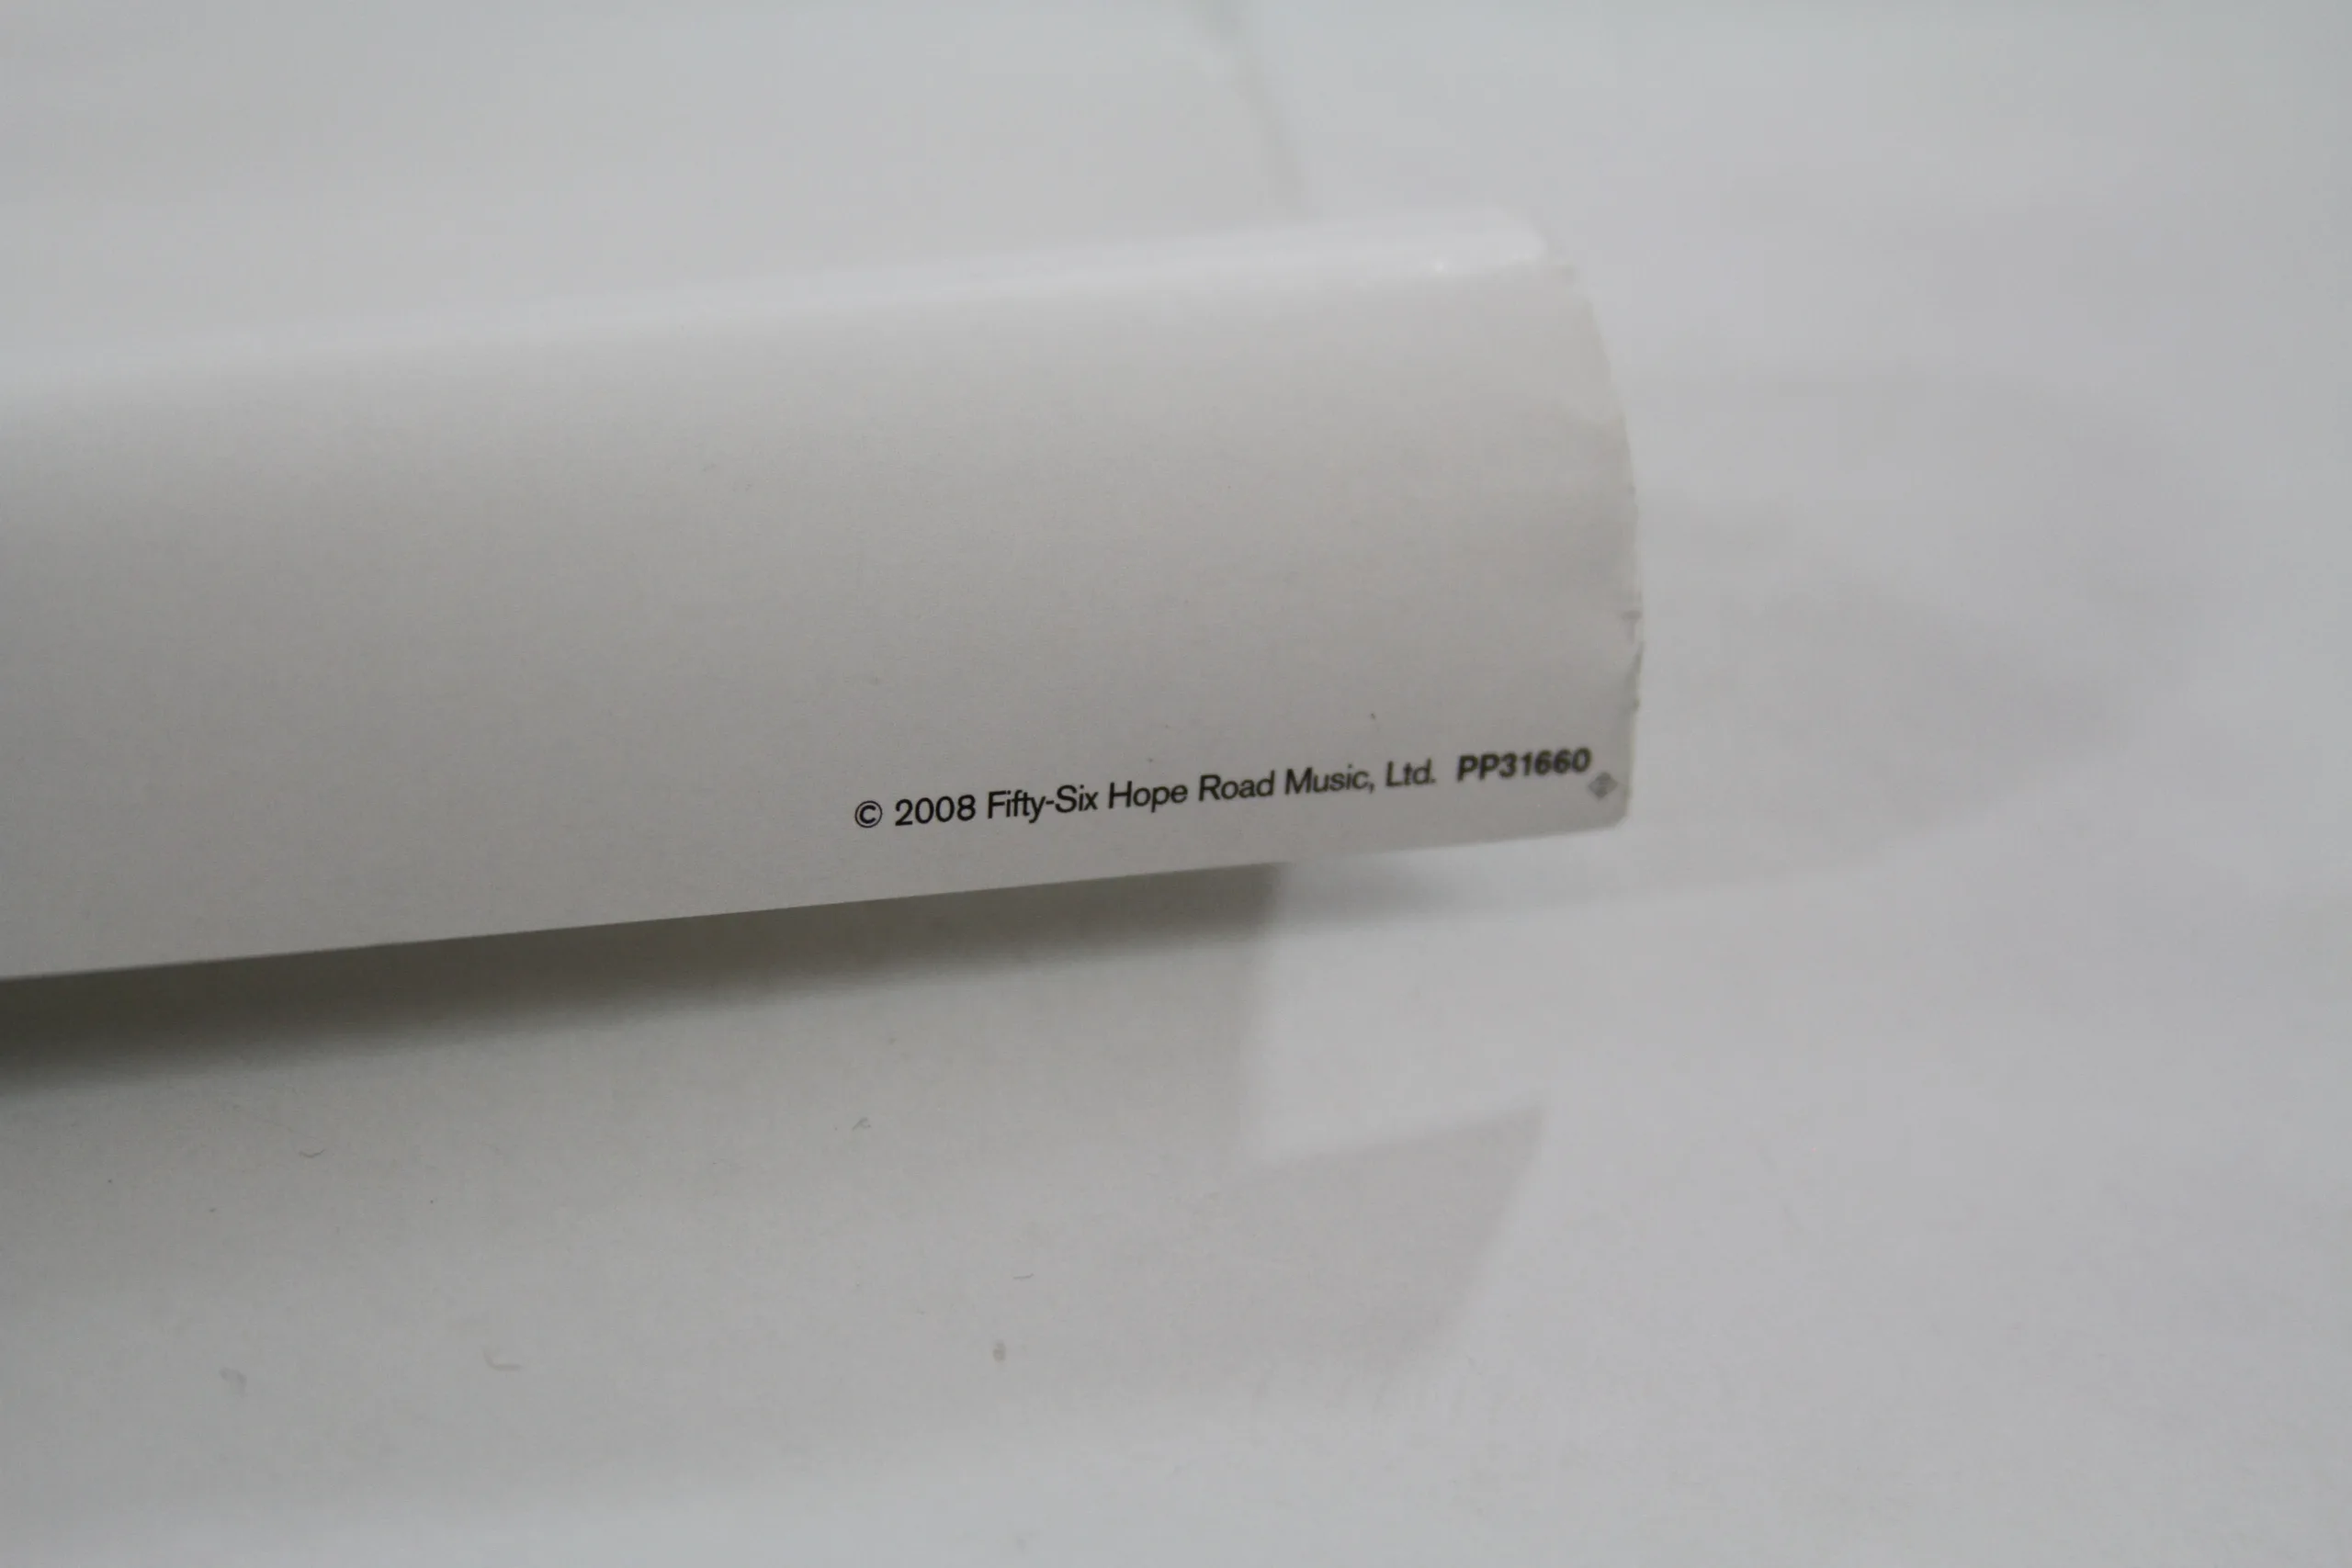 © 2008 Fifty-Six Hope Road Music, Ltd. PP31660